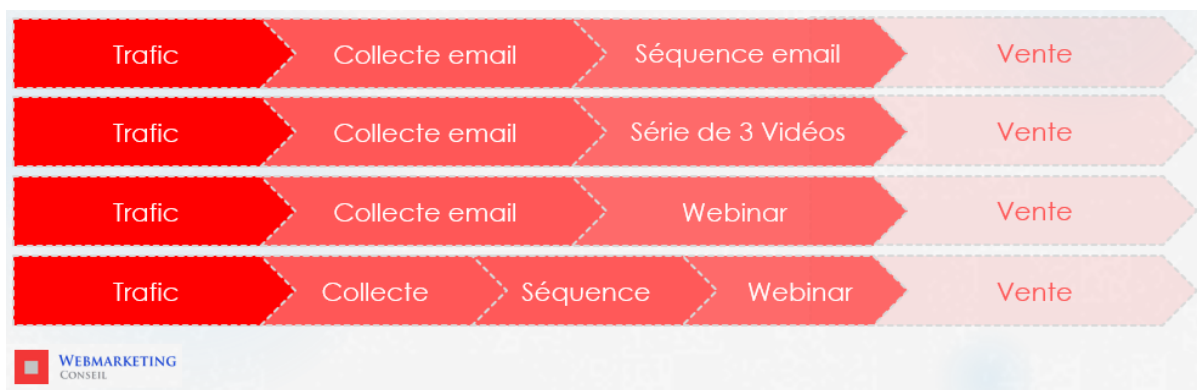 Trafic Collecte email Séquence email Vente
Trafic Collecte email Série de 3 Vidéos Vente
Trafic Collecte email Webinar Vente
Trafic Collecte Séquence Webinar Vente
WEBMARKETING
CONSEIL